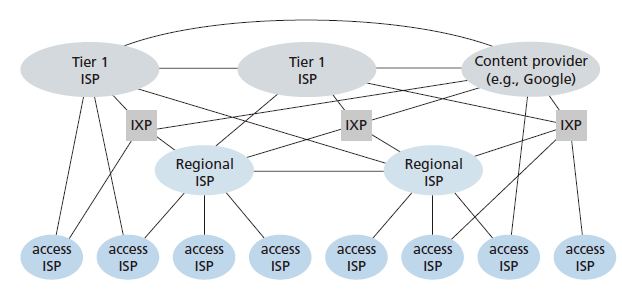 Tier 1
ISP
Tier 1
ISP
Content provider
(e.g., Google)
IXP
IXP
IXP
Regional
ISP
Regional
ISP
access
ISP
access
ISP
access
ISP
access
ISP
access
ISP
access
ISP
access
ISP
access
ISP